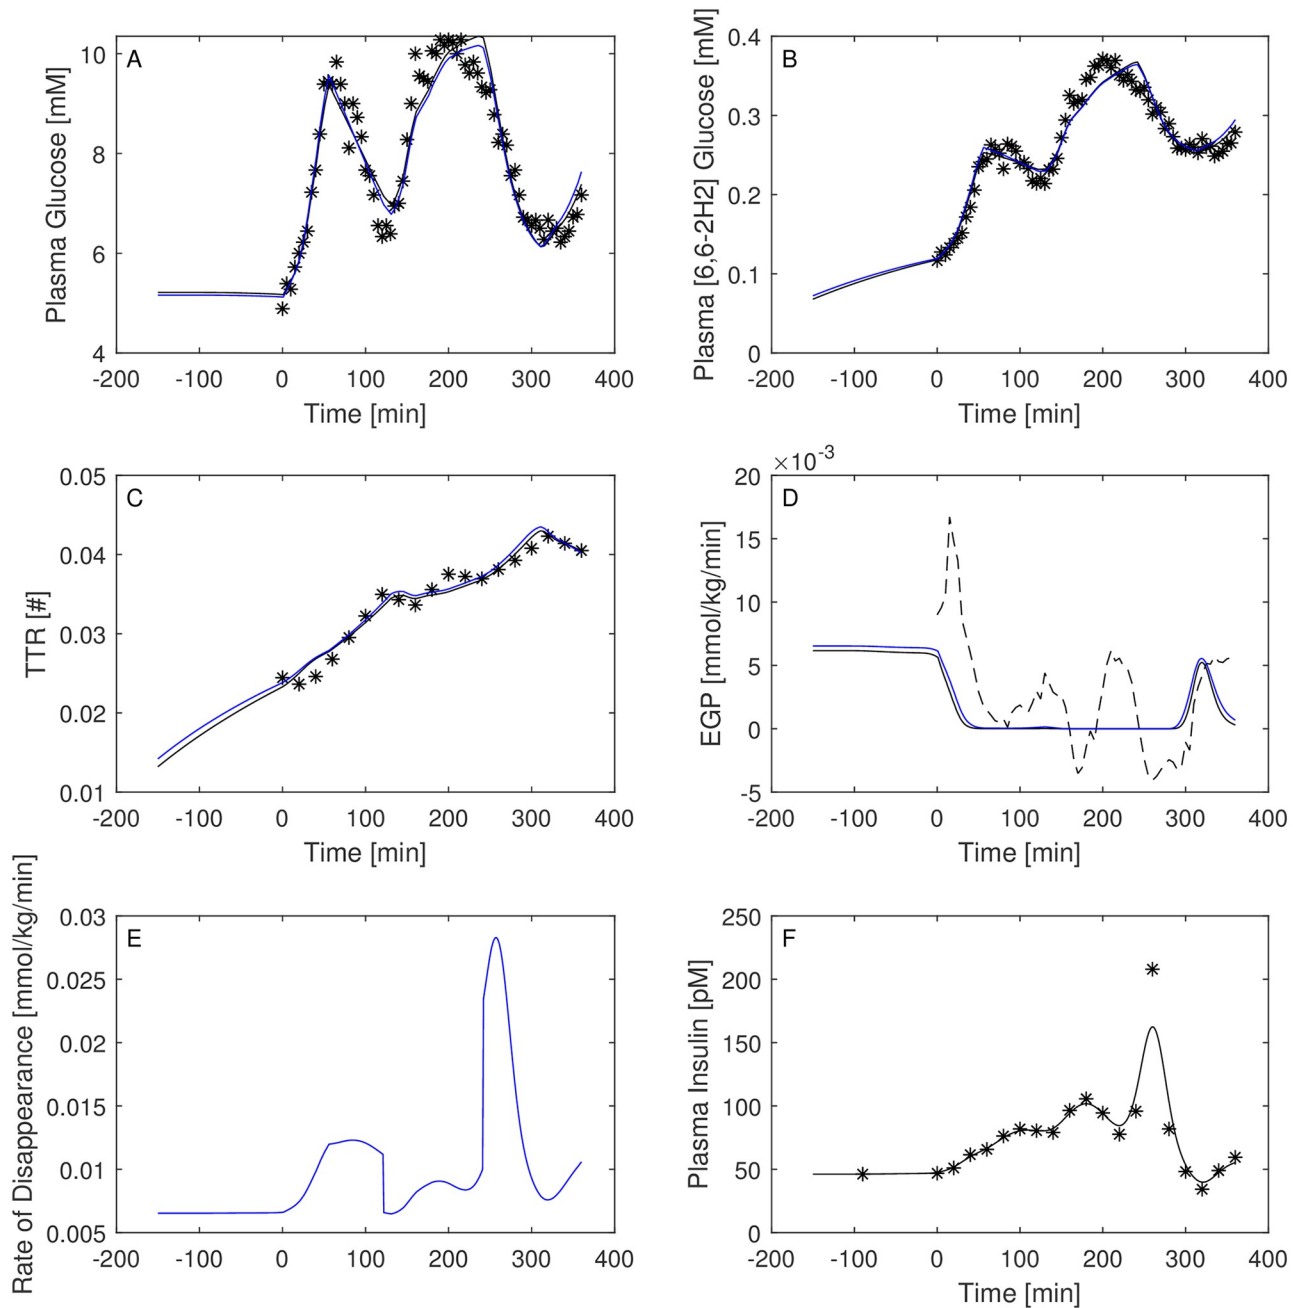 A
Plasma Glucose [mM]
10
8
6
4
-200 -100 0 100 200 300 400
Time [min]
B
Plasma [6,6-2H2] Glucose [mM]
0.4
0.3
0.2
0.1
0
-200 -100 0 100 200 300 400
Time [min]
C
TTR [#]
0.05
0.04
0.03
0.02
0.01
-200 -100 0 100 200 300 400
Time [min]
D
×10-3
EGP [mmol/kg/min]
20
15
10
5
0
-5
-200 -100 0 100 200 300 400
Time [min]
E
Rate of Disappearance [mmol/kg/min]
0.03
0.025
0.02
0.015
0.01
0.005
-200 -100 0 100 200 300 400
F
Plasma Insulin [pM]
250
200
150
100
50
0
-200 -100 0 100 200 300 400
Time [min]